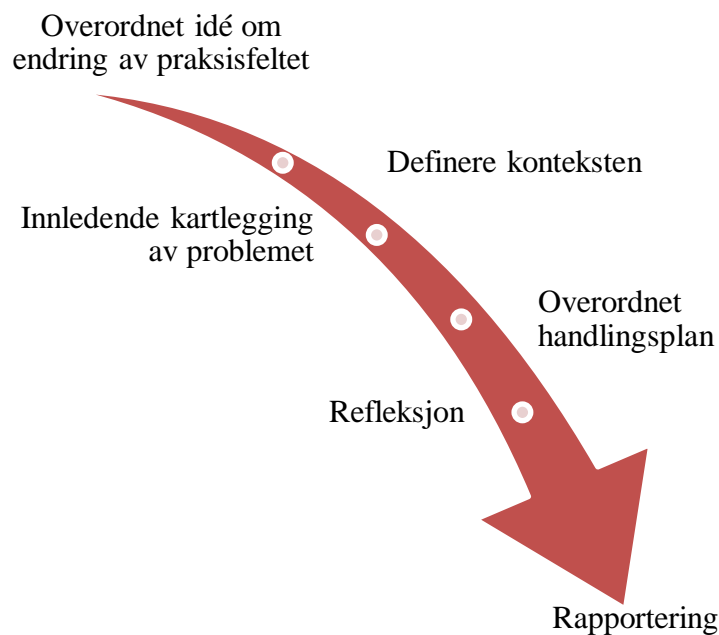 Overordnet idé om
endring av praksisfeltet
Definere konteksten
Innledende kartlegging
av problemet
Overordnet
handlingsplan
Refleksjon
Rapportering